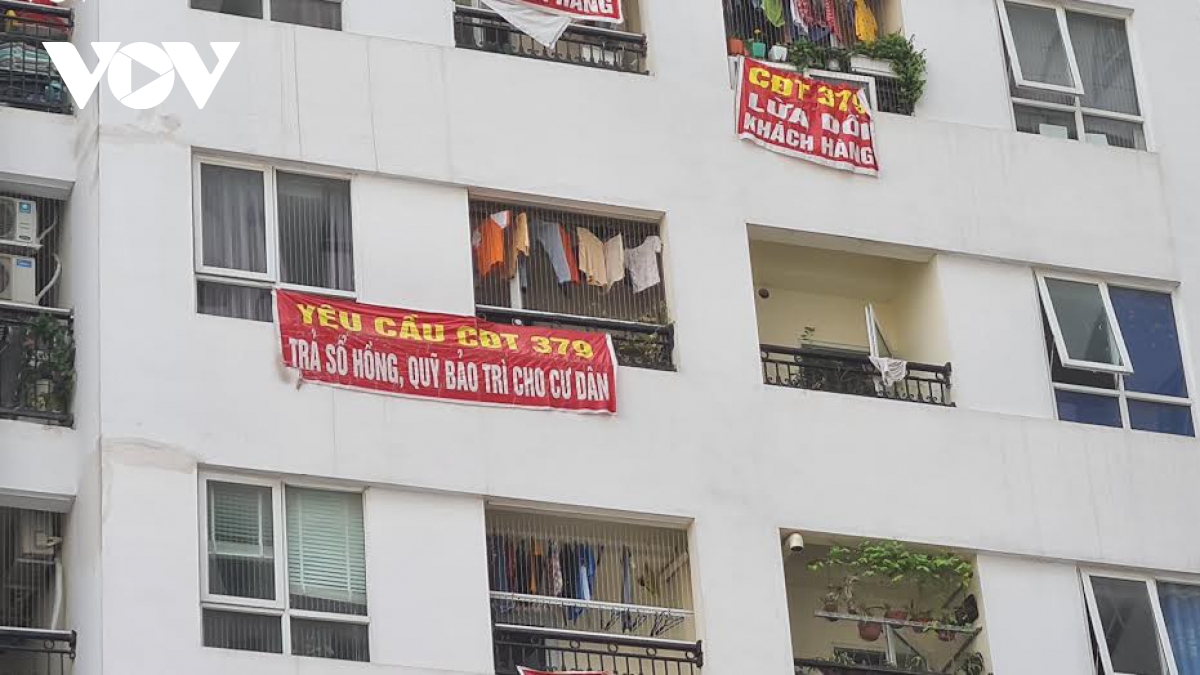 VOV
HÀNG
CĐT 379
LỪA DỐI
KHÁCH HÀNG
YÊU CẦU CĐT 379
TRẢ SỔ HỒNG, QUỸ BẢO TRÌ CHO CƯ DÂN